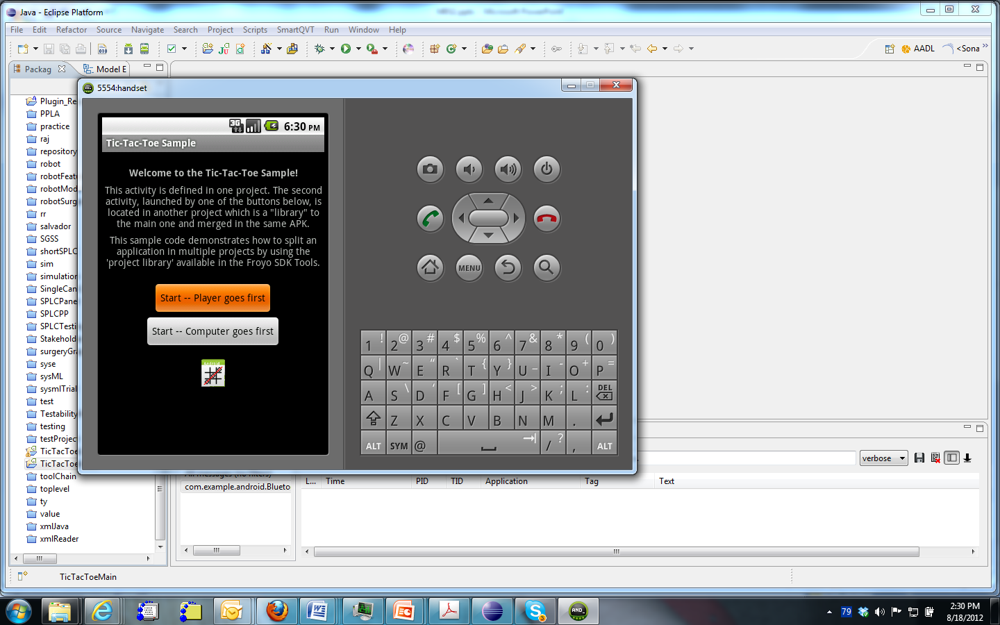 Java - Eclipse Platform
File Edit Refactor Source Navigate Search Project Scripts SmartQVT Run Window Help
AADL <Sona
Packag Model E
5554:handset
Plugin_Re
PPLA
practice
raj
repository
robot
robotFeat
robotMod
robotSurg
rr
salvador
SGSS
shortSPLC
sim
simulation
SingleCan
SPLCPane
SPLCPP
SPLCTesti
Stakehold
surgeryGra
syse
sysML
sysmlTrial
test
Testability
testing
testProject
TicTacToe
TicTacToe
toolChain
toplevel
ty
value
xmlJava
xmlReader
3G 6:30 PM
Tic-Tac-Toe Sample
Welcome to the Tic-Tac-Toe Sample!
This activity is defined in one project. The second
activity, launched by one of the buttons below, is
located in another project which is a "library" to
the main one and merged in the same APK.
This sample code demonstrates how to split an
application in multiple projects by using the
'project library' available in the Froyo SDK Tools.
Start -- Player goes first
Start -- Computer goes first
Android
MENU
1 ! 2 @ 3 # 4 $ 5 % 6 ^ 7 & 8 * 9 ( 0 )
Q | W ~ E “ R ` T { Y } U _ I - O + P =
A S \ D ‘ F [ G ] H < J > K ; L : DEL
Z X C V B N M .
ALT SYM @ / ? , ALT
verbose
L... Time PID TID Application Tag Text
com.example.android.Blueto
TicTacToeMain
AND_
79
2:30 PM
8/18/2012